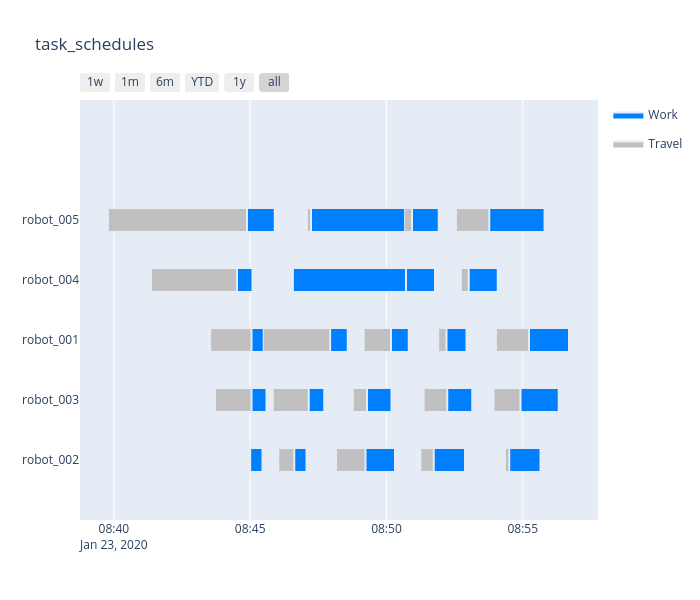 task_schedules
1w 1m 6m YTD 1y all
Work
Travel
robot_005
robot_004
robot_001
robot_003
robot_002
08:40 08:45 08:50 08:55
Jan 23, 2020